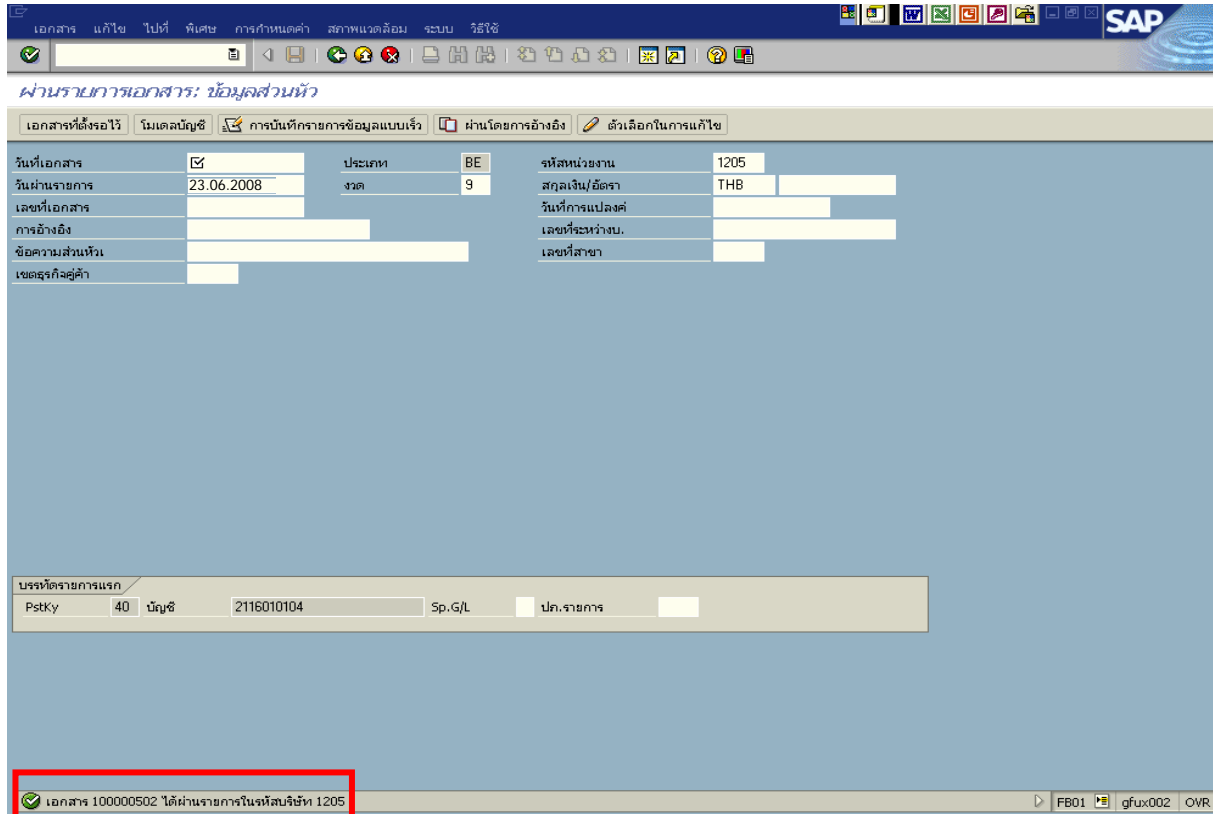 เอกสาร แก้ไข ไปที่ พิเศษ การกำหนดค่า สภาพแวดล้อม ระบบ วิธีใช้
SAP
ผ่านรายการเอกสาร: ข้อมูลส่วนหัว
เอกสารที่ตั้งรอไว้ โมเดลบัญชี การบันทึกรายการข้อมูลแบบเร็ว ผ่านโดยการอ้างอิง ตัวเลือกในการแก้ไข
วันที่เอกสาร ประเภท BE รหัสหน่วยงาน 1205
วันผ่านรายการ 23.06.2008 งวด 9 สกุลเงิน/อัตรา THB
เลขที่เอกสาร วันที่การแปลงค่
การอ้างอิง เลขที่ระหว่างบ.
ข้อความส่วนหัวเ เลขที่สาขา
เขตธุรกิจคู่ค้า
บรรทัดรายการแรก
PstKy 40 บัญชี 2116010104 Sp.G/L ปภ.รายการ
เอกสาร 100000502 ได้ผ่านรายการในรหัสบริษัท 1205 FB01 gfux002 OVR